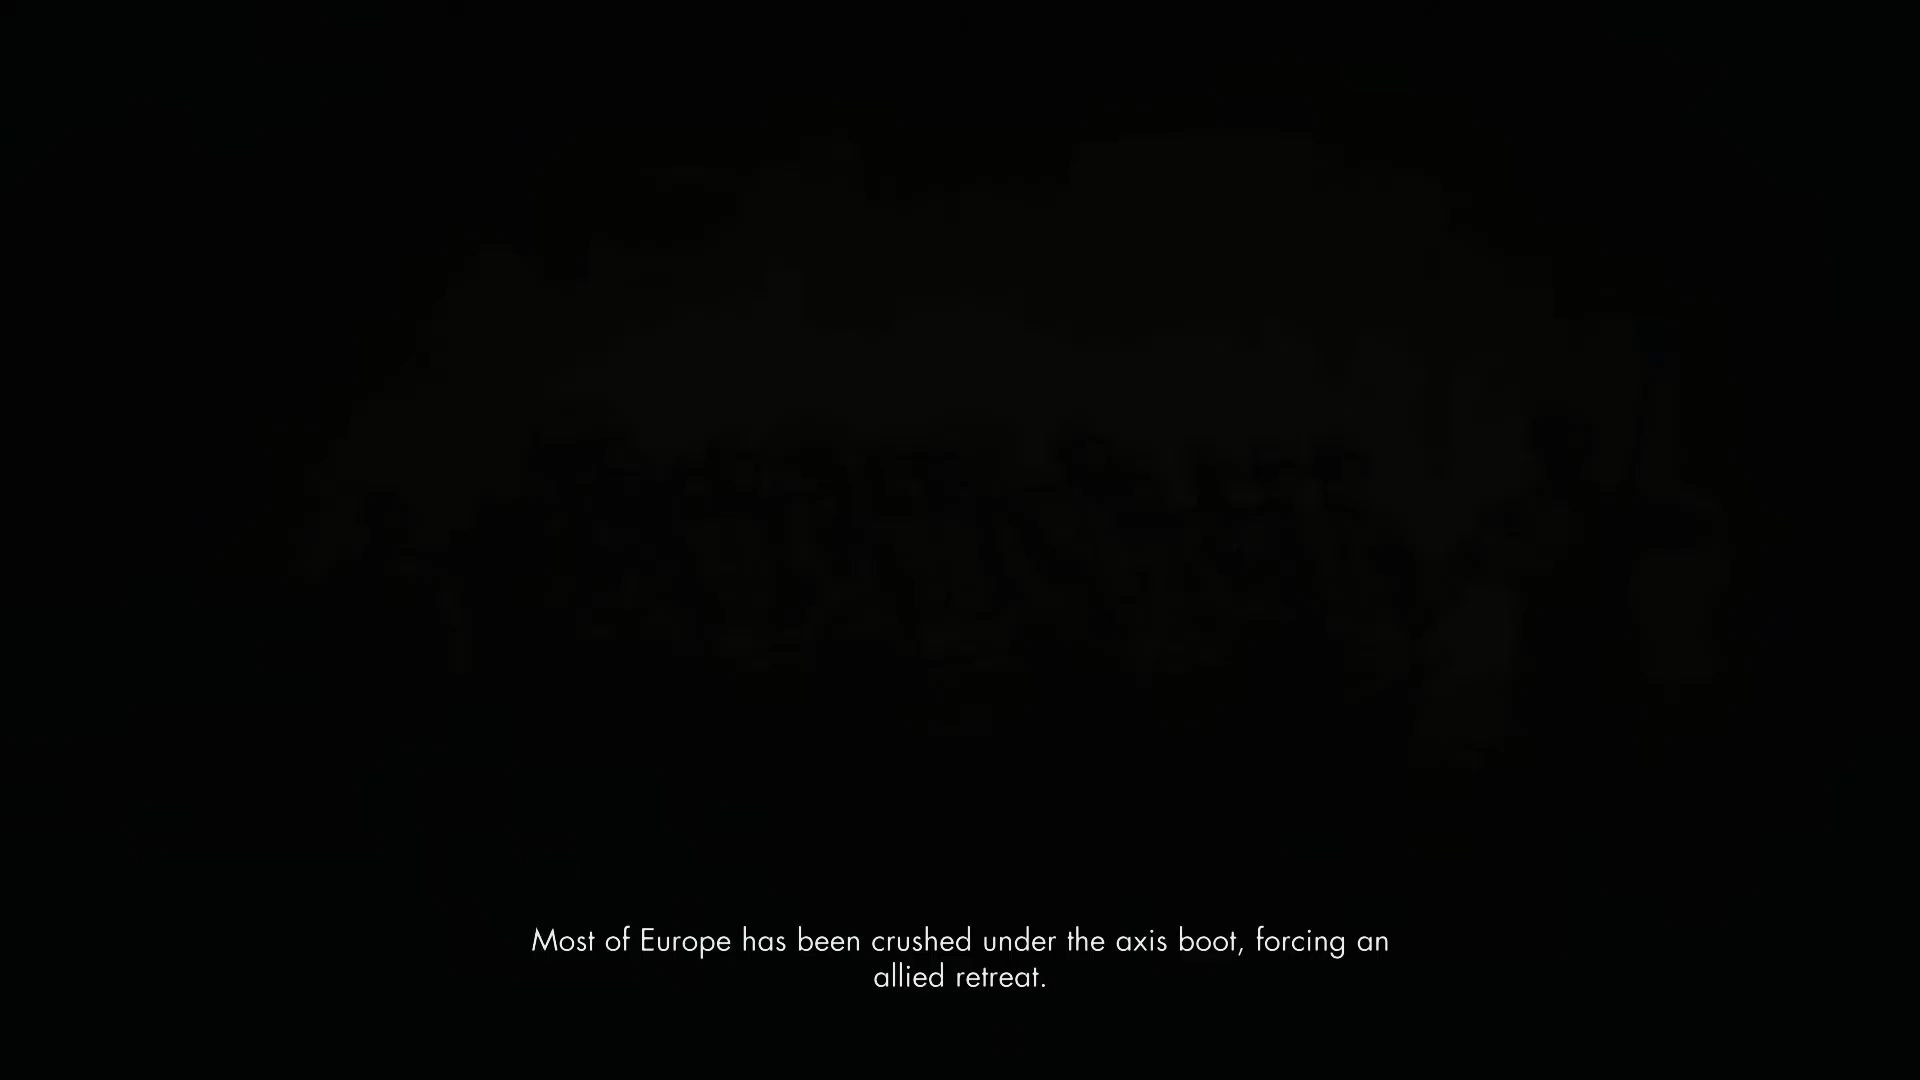 Most of Europe has been crushed under the axis boot, forcing an
allied retreat.